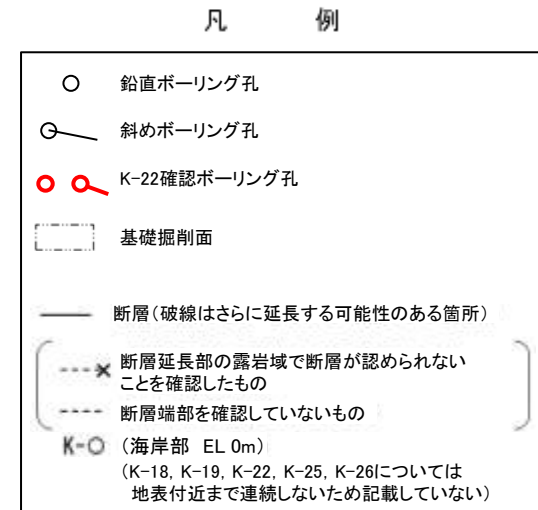 凡 例
鉛直ボーリング孔
斜めボーリング孔
K-22確認ボーリング孔
基礎掘削面
断層(破線はさらに延長する可能性のある箇所)
断層延長部の露岩域で断層が認められない
ことを確認したもの
断層端部を確認していないもの
K-○ (海岸部 EL 0m)
(K-18, K-19, K-22, K-25, K-26については
地表付近まで連続しないため記載していない)